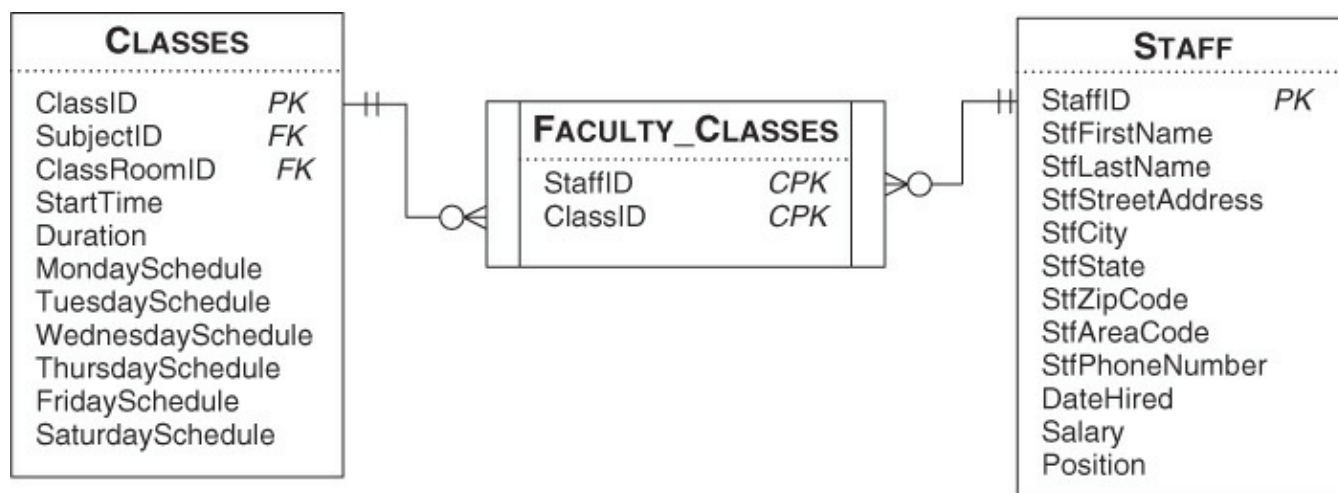 CLASSES
ClassID PK
SubjectID FK
ClassRoomID FK
StartTime
Duration
MondaySchedule
TuesdaySchedule
WednesdaySchedule
ThursdaySchedule
FridaySchedule
SaturdaySchedule
FACULTY_CLASSES
StaffID CPK
ClassID CPK
STAFF
StaffID PK
StfFirstName
StfLastName
StfStreetAddress
StfCity
StfState
StfZipCode
StfAreaCode
StfPhoneNumber
DateHired
Salary
Position